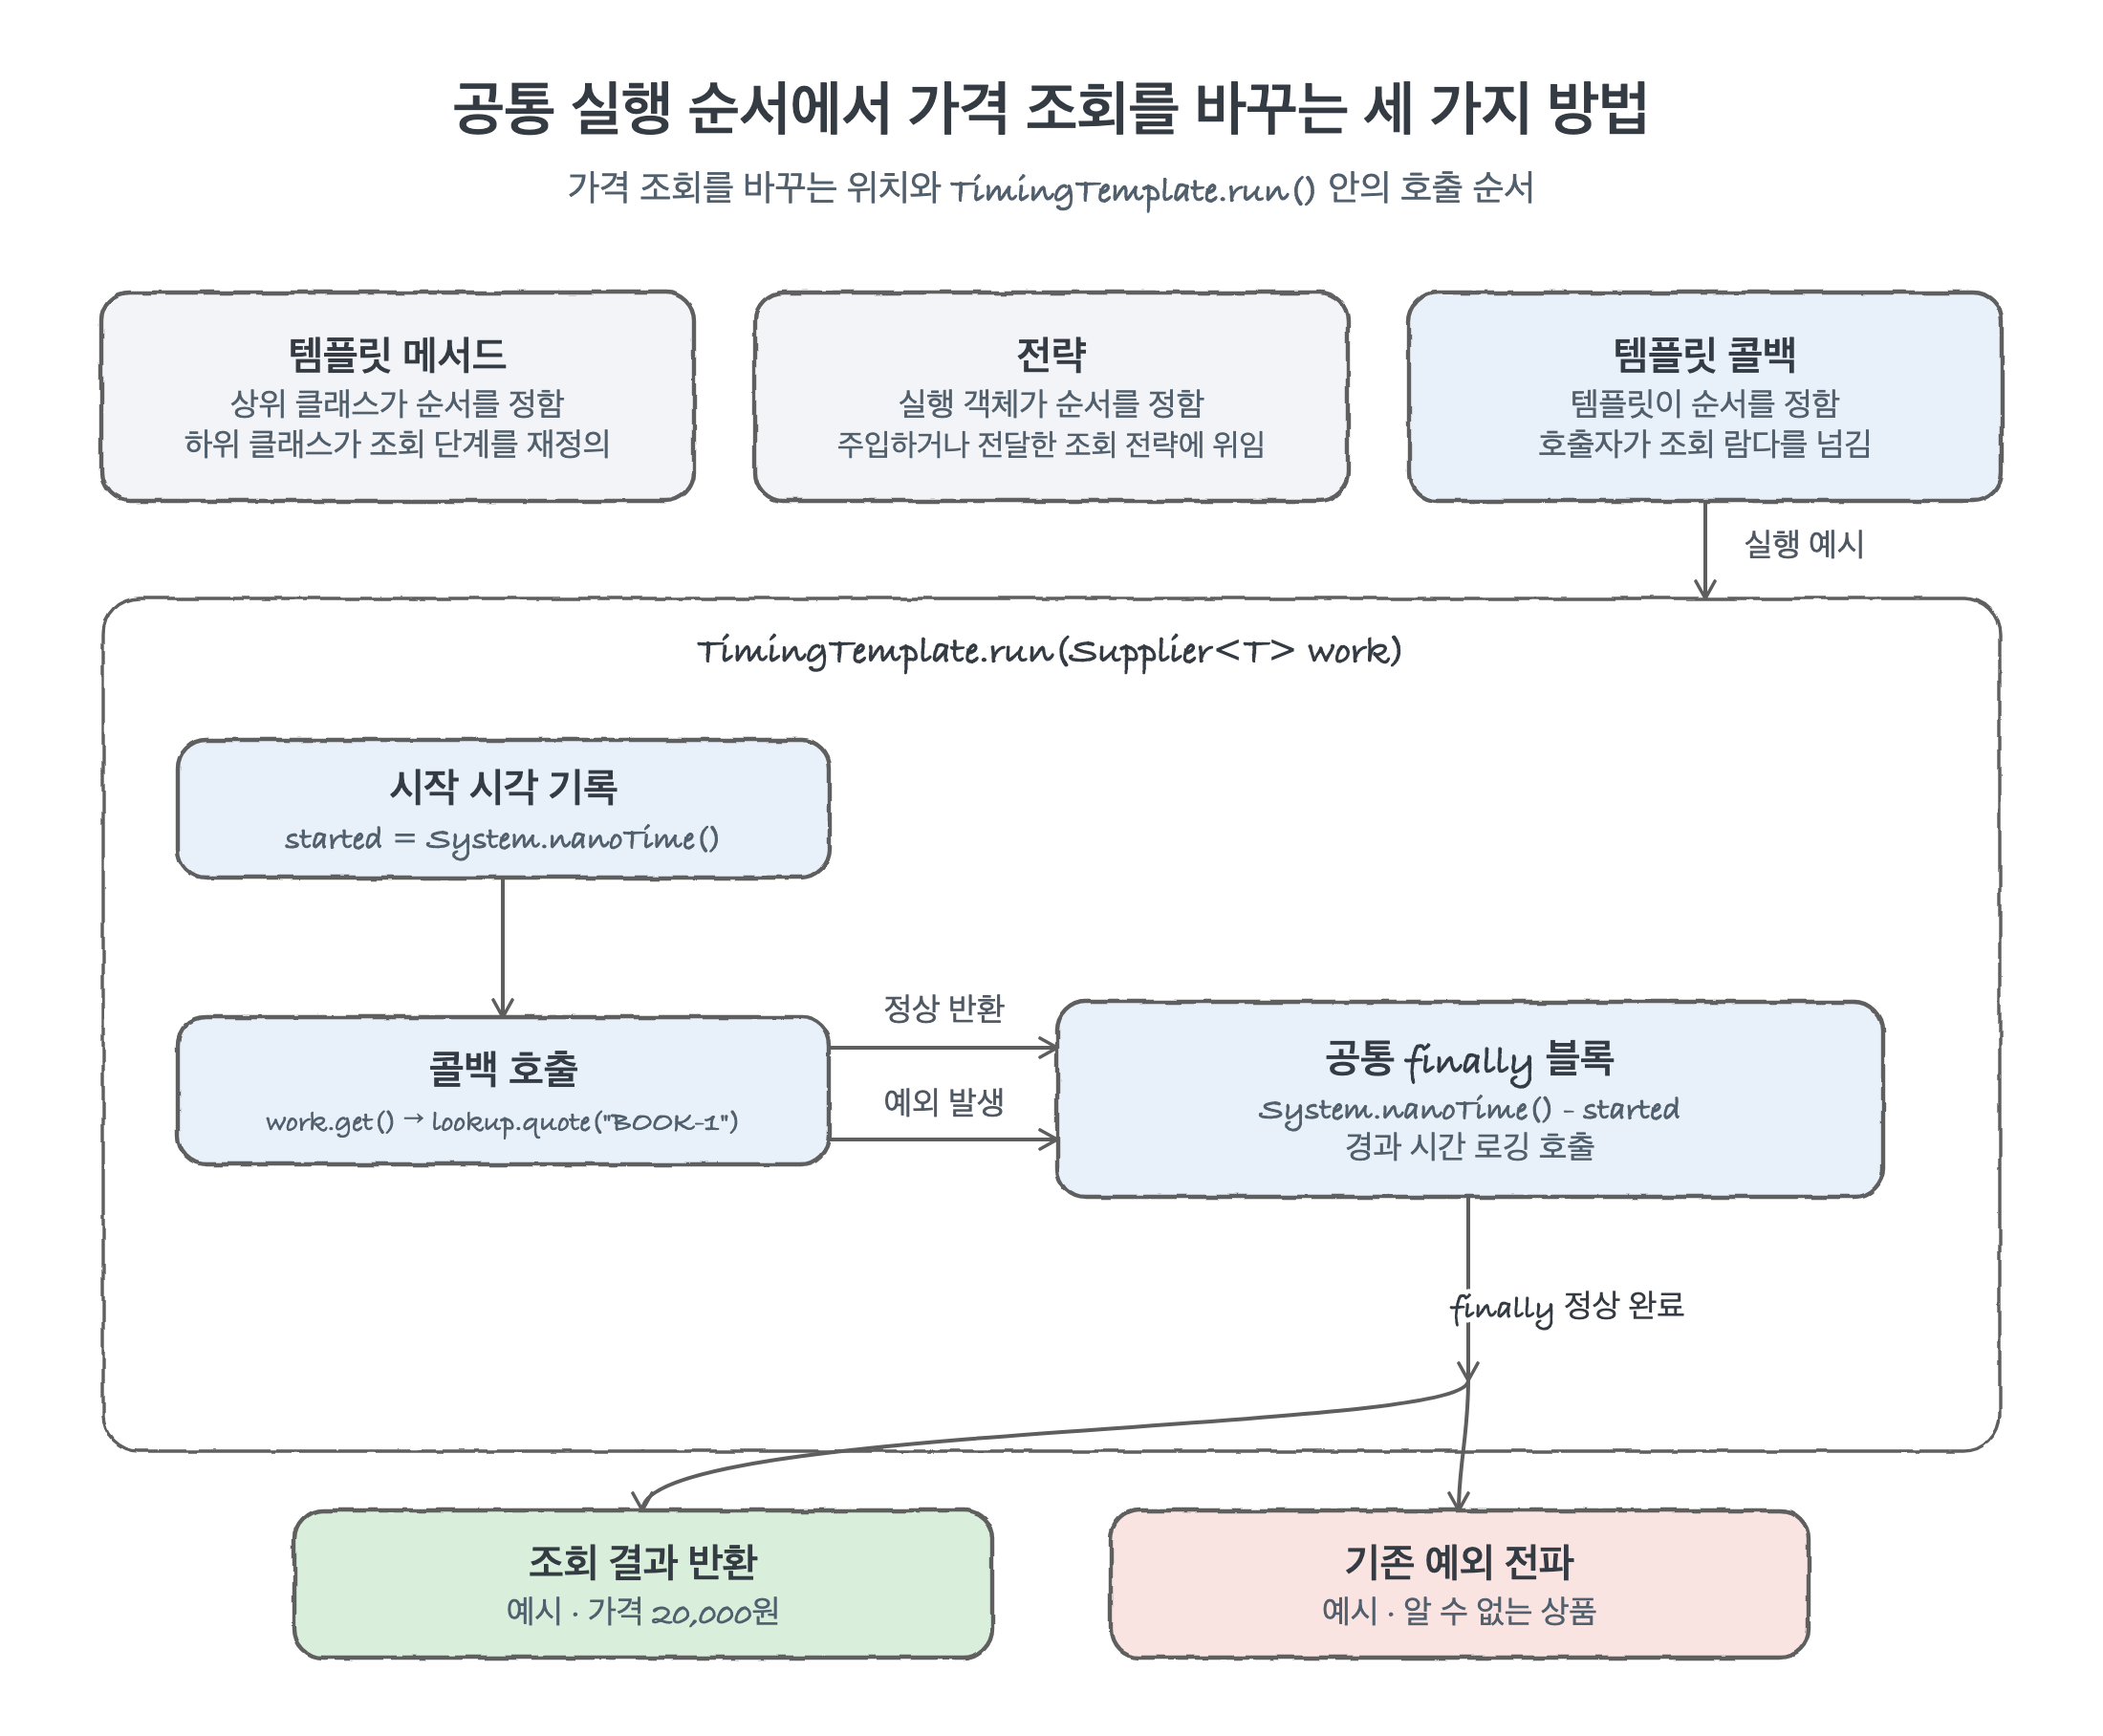 공통 실행 순서에서 가격 조회를 바꾸는 세 가지 방법
가격 조회를 바꾸는 위치와 TimingTemplate.run() 안의 호출 순서
템플릿 메서드
상위 클래스가 순서를 정함
하위 클래스가 조회 단계를 재정의
전략
실행 객체가 순서를 정함
주입하거나 전달한 조회 전략에 위임
템플릿 콜백
템플릿이 순서를 정함
호출자가 조회 람다를 넘김
실행 예시
TimingTemplate.run(Supplier<T> work)
시작 시각 기록
started = System.nanoTime()
콜백 호출
work.get() → lookup.quote("BOOK-1")
정상 반환
예외 발생
공통 finally 블록
System.nanoTime() - started
경과 시간 로깅 호출
finally 정상 완료
조회 결과 반환
예시 · 가격 20,000원
기존 예외 전파
예시 · 알 수 없는 상품